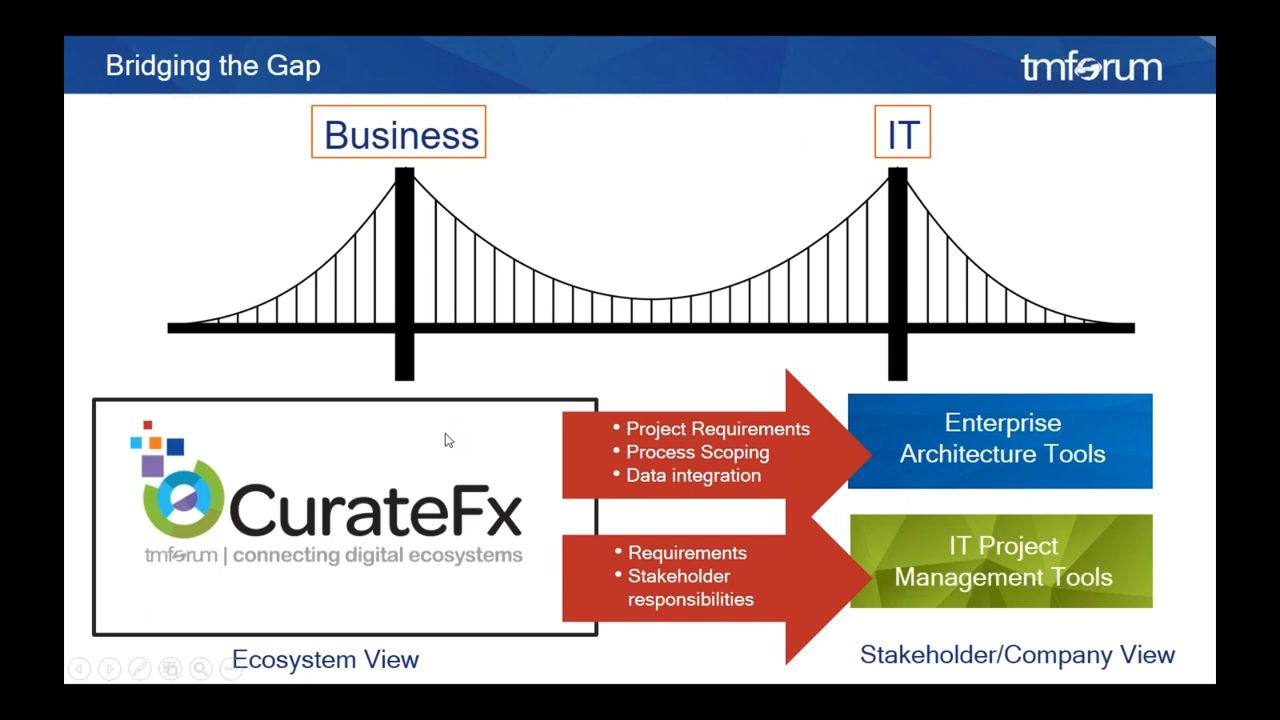 Bridging the Gap
tmforum
Business
IT
CurateFx
tmforum | connecting digital ecosystems
• Project Requirements
• Process Scoping
• Data integration
Enterprise
Architecture Tools
• Requirements
• Stakeholder
responsibilities
IT Project
Management Tools
Ecosystem View
Stakeholder/Company View